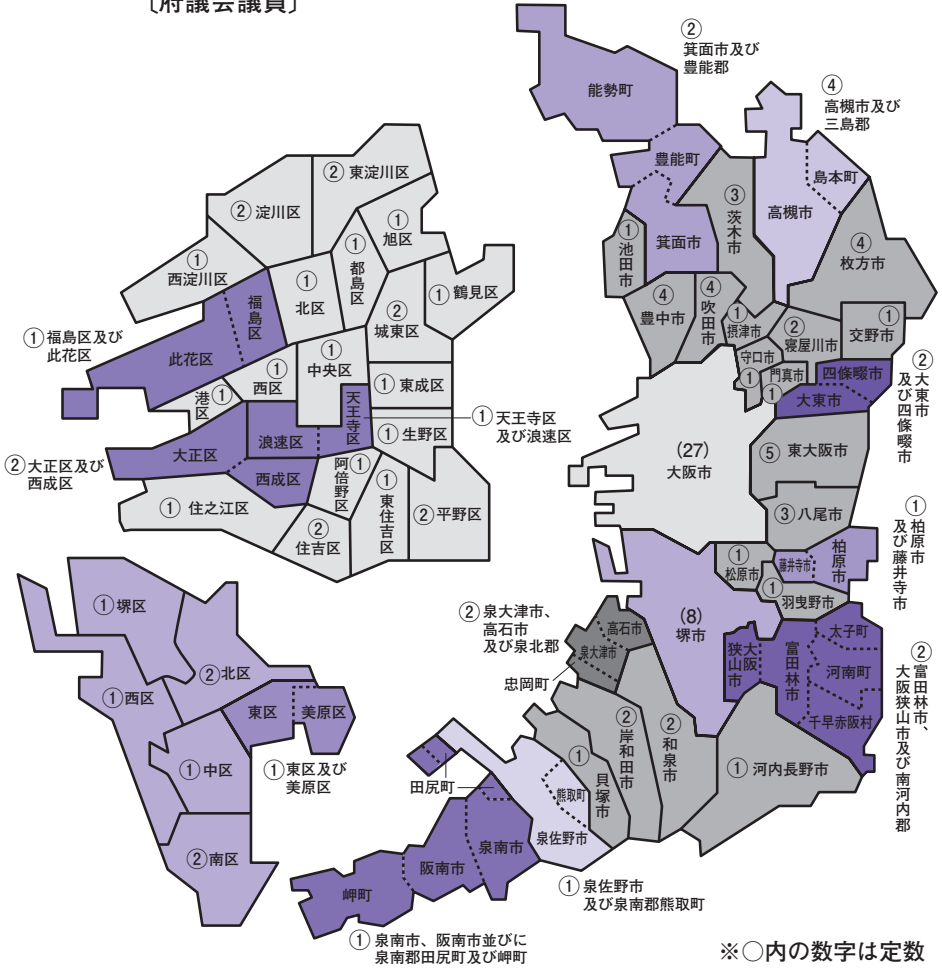 〔府議会議員〕
②
箕面市及び
豊能郡
能勢町
④
高槻市及び
三島郡
豊能町
島本町
高槻市
箕面市
③茨木市
①池田市
④
枚方市
④
豊中市
④吹田市
①
摂津市
②
寝屋川市
①
交野市
守口市
①
門真市
①
四條畷市
大東市
②大東市
及び四條畷市
(27)
大阪市
⑤ 東大阪市
③八尾市
①柏原市
及び藤井寺市
柏原市
藤井寺市
①
松原市
①
羽曳野市
(8)
堺市
② 泉大津市、
高石市
及び泉北郡
高石市
泉大津市
忠岡町
大阪
狭山市
富田林市
太子町
河南町
千早赤阪村
②富田林市、
大阪狭山市及び南河内郡
②和泉市
②岸和田市
①貝塚市
① 河内長野市
熊取町
泉佐野市
田尻町
泉南市
阪南市
岬町
① 泉佐野市
及び泉南郡熊取町
① 泉南市、阪南市並びに
泉南郡田尻町及び岬町
② 東淀川区
② 淀川区
①
旭区
①
西淀川区
①都島区
①
北区
① 鶴見区
②
城東区
福島区
此花区
① 福島区及び
此花区
①
中央区
①
西区
① 東成区
①
港区
天王寺区
① 天王寺区
及び浪速区
浪速区
① 生野区
大正区
② 大正区及び
西成区
西成区
①阿倍野区
①東住吉区
② 平野区
① 住之江区
②
住吉区
① 堺区
② 北区
① 西区
東区
美原区
① 中区
① 東区及び
美原区
② 南区
※○内の数字は定数